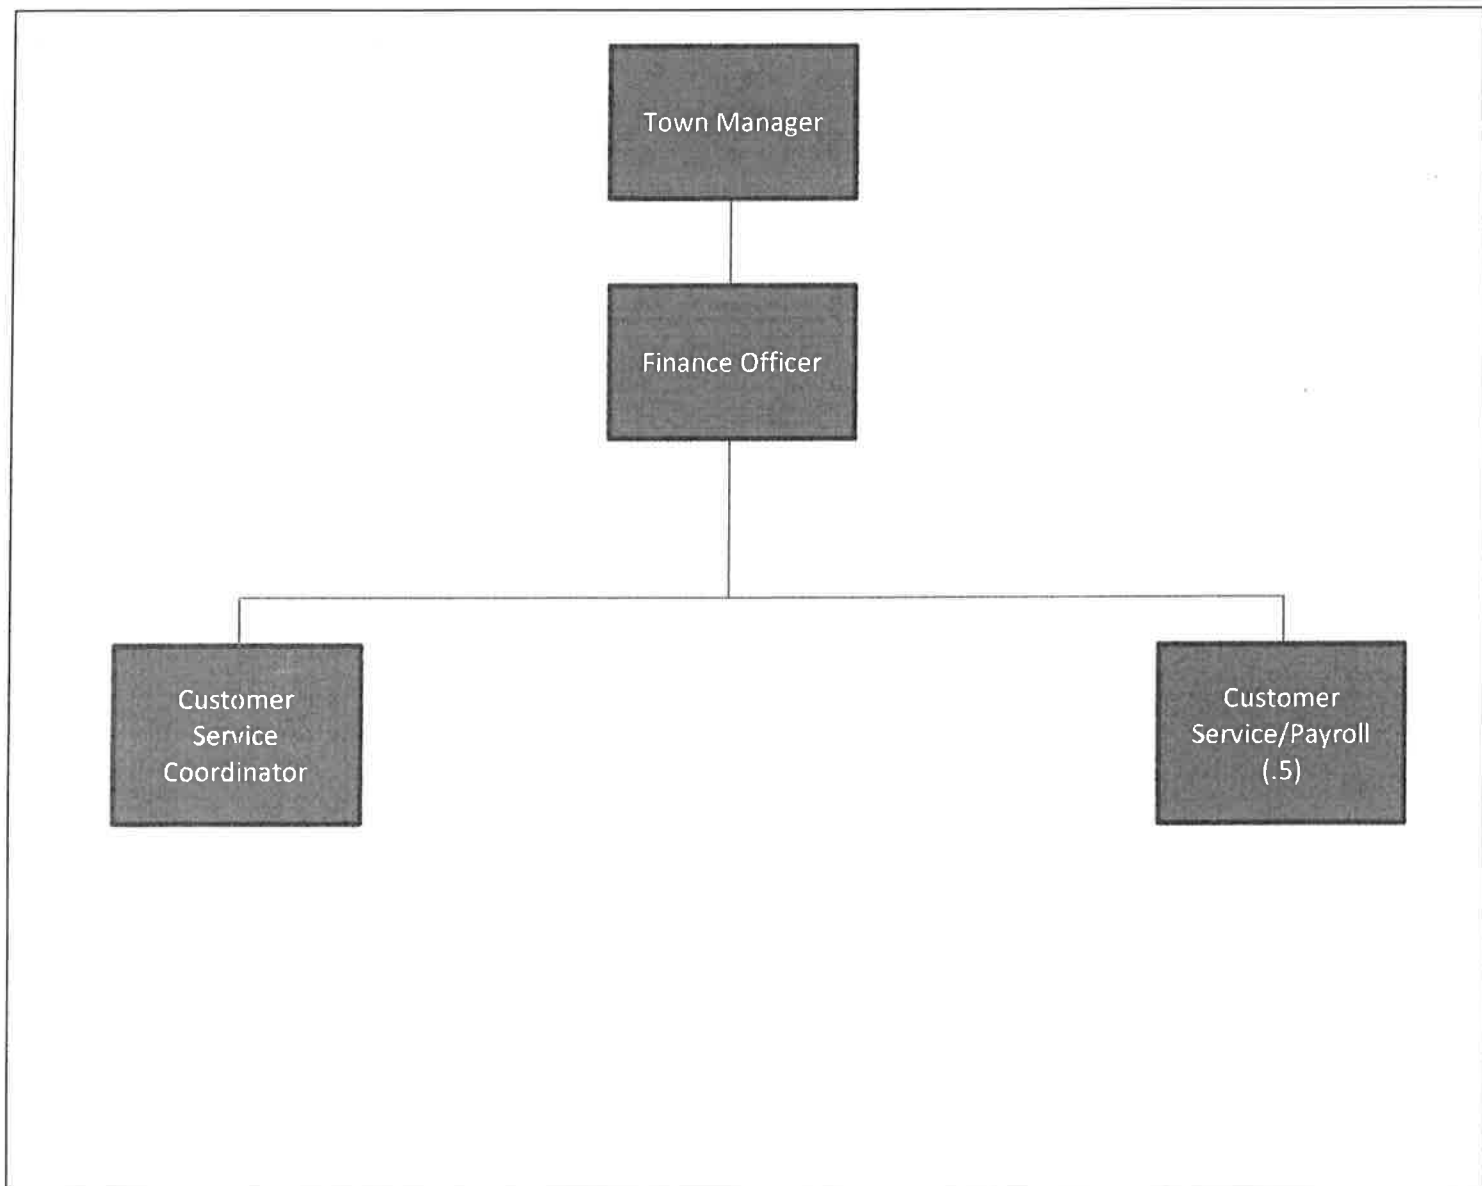 Town Manager
Finance Officer
Customer
Service
Coordinator
Customer
Service/Payroll
(.5)